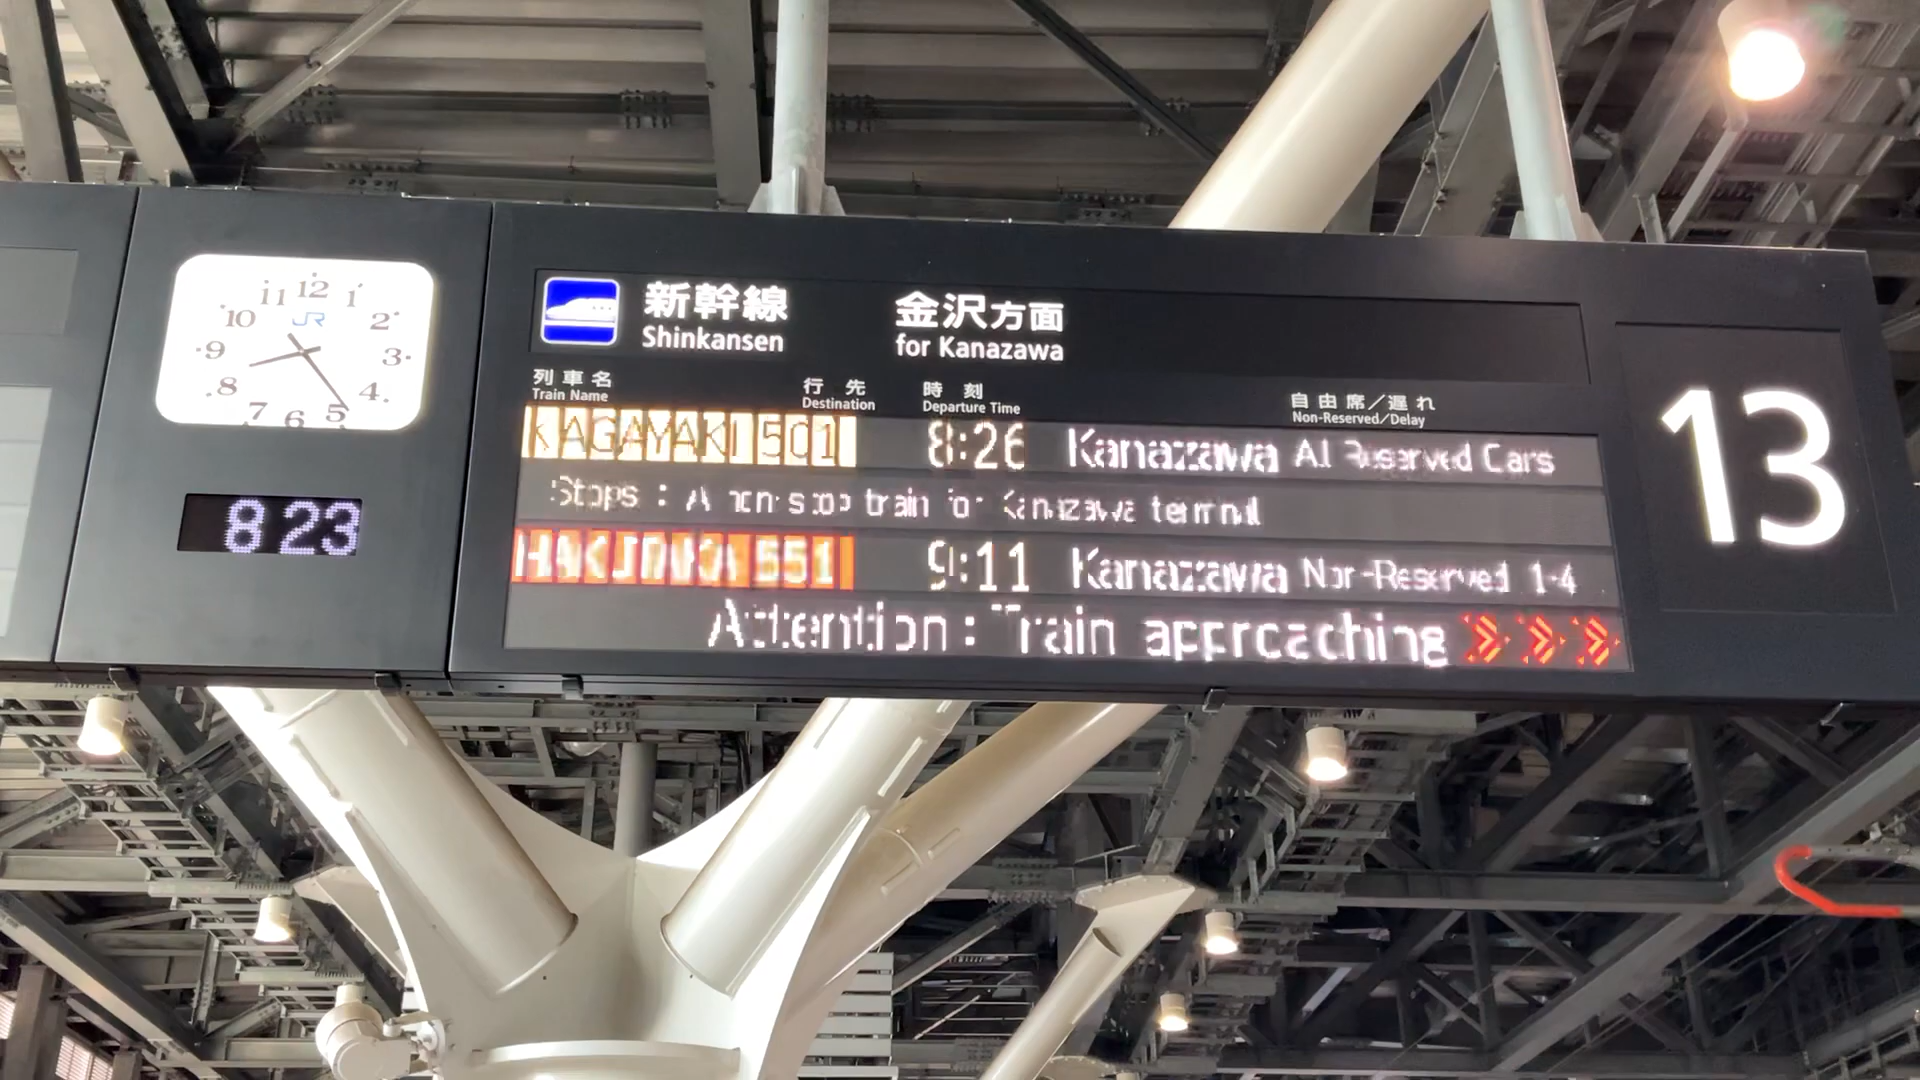 12
11 1
10 JR 2
9 3
8 4
7 6 5
8 23
新幹線 金沢方面
Shinkansen for Kanazawa
列車名 行先 時刻 自由席/遅れ
Train Name Destination Departure Time Non-Reserved/Delay
KAGAYAKI 501 8:26 Kanazawa All Reserved Cars
Stops : A non-stop train for Kanazawa terminal
HAKUTAKA 551 9:11 Kanazawa Non-Reserved 1-4
Attention : Train approaching
13